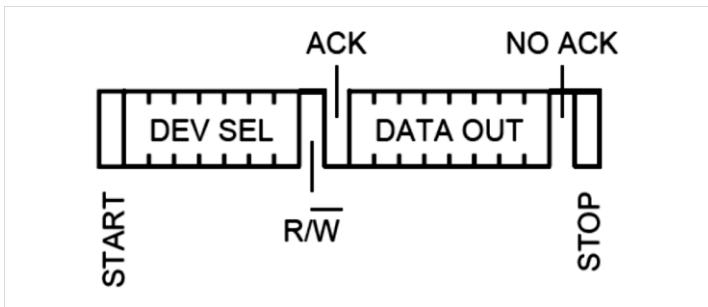 ACK
NO ACK
DEV SEL
DATA OUT
R/W̅
START
STOP